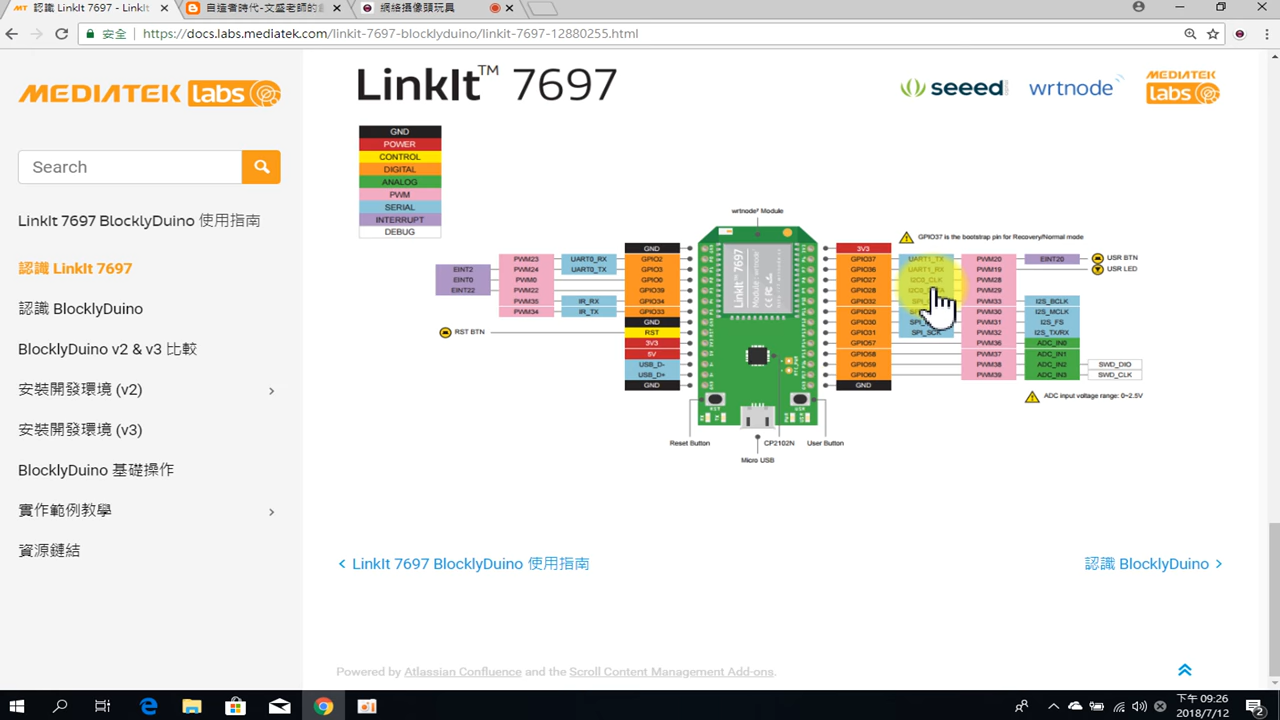 認識 LinkIt 7697 - LinkIt
自造者時代-文盛老師的
網絡攝像頭玩具
安全
https://docs.labs.mediatek.com/linkit-7697-blocklyduino/linkit-7697-12880255.html
MEDIATEK labs
Search
LinkIt 7697 BlocklyDuino 使用指南
認識 LinkIt 7697
認識 BlocklyDuino
BlocklyDuino v2 & v3 比較
安裝開發環境 (v2)
安裝開發環境 (v3)
BlocklyDuino 基礎操作
實作範例教學
資源鏈結
LinkIt™ 7697
seeed
wrtnode
MEDIATEK labs
GND
POWER
CONTROL
DIGITAL
ANALOG
PWM
SERIAL
INTERRUPT
DEBUG
wrtnode² Module
GPIO37 is the bootstrap pin for Recovery/Normal mode
GND 3V3
EINT2 PWM23 UART0_RX GPIO2 GPIO37 UART1_TX PWM20 EINT20 USR BTN
EINT0 PWM24 UART0_TX GPIO3 GPIO36 UART1_RX PWM19 USR LED
EINT22 PWM0 GPIO0 GPIO27 I2C0_CLK PWM28
PWM22 GPIO39 GPIO28 PWM29
PWM35 IR_RX GPIO34 GPIO32 PWM33 I2S_BCLK
PWM34 IR_TX GPIO33 GPIO29 PWM30 I2S_MCLK
GND GPIO30 PWM31 I2S_FS
RST BTN RST GPIO31 SPI_SCK PWM32 I2S_TX/RX
3V3 GPIO57 PWM36 ADC_IN0
5V GPIO58 PWM37 ADC_IN1
USB_D- GPIO59 PWM38 ADC_IN2 SWD_DIO
USB_D+ GPIO60 PWM39 ADC_IN3 SWD_CLK
GND GND
LinkIt 7697
ADC input voltage range: 0~2.5V
RST
USR
Reset Button
CP2102N
User Button
Micro USB
LinkIt 7697 BlocklyDuino 使用指南
認識 BlocklyDuino
Powered by Atlassian Confluence and the Scroll Content Management Add-ons.
下午 09:26
2018/7/12
2